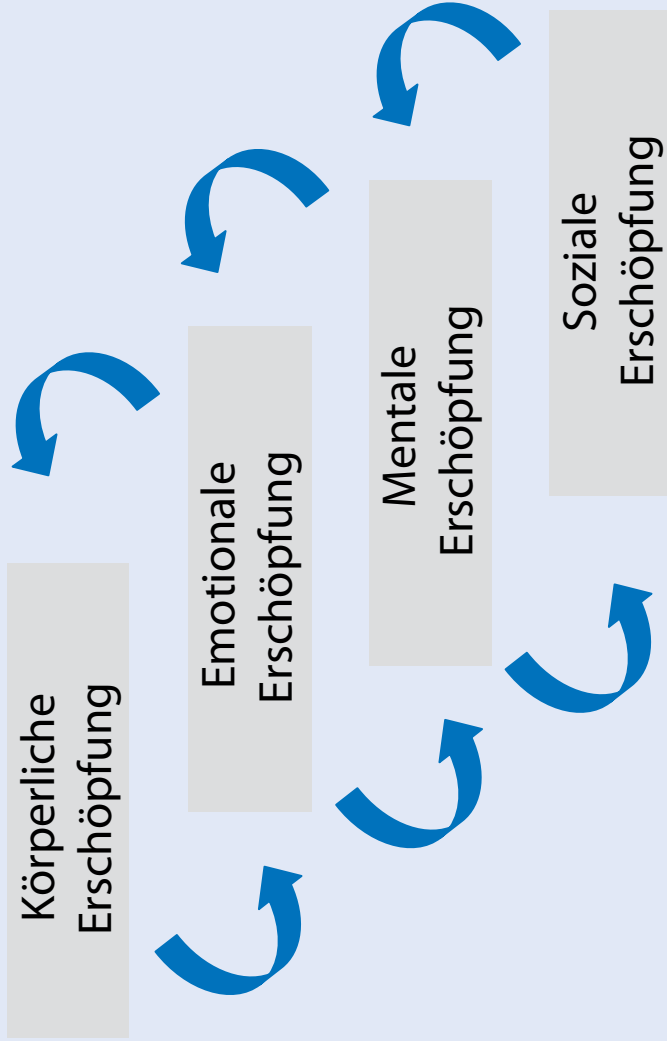 Körperliche
Erschöpfung
Emotionale
Erschöpfung
Mentale
Erschöpfung
Soziale
Erschöpfung